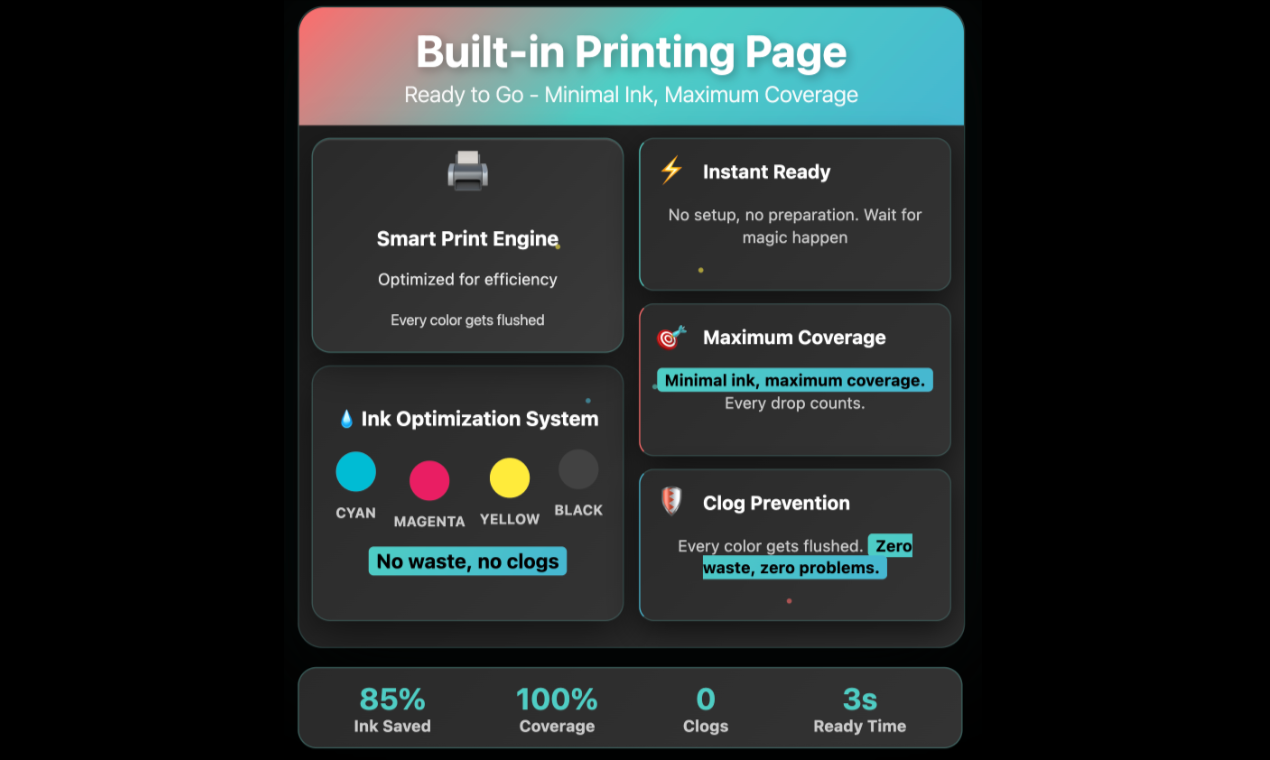 Built-in Printing Page
Ready to Go - Minimal Ink, Maximum Coverage
Smart Print Engine
Optimized for efficiency
Every color gets flushed
Ink Optimization System
CYAN
MAGENTA
YELLOW
BLACK
No waste, no clogs
Instant Ready
No setup, no preparation. Wait for
magic happen
Maximum Coverage
Minimal ink, maximum coverage.
Every drop counts.
Clog Prevention
Every color gets flushed. Zero
waste, zero problems.
85%
Ink Saved
100%
Coverage
0
Clogs
3s
Ready Time